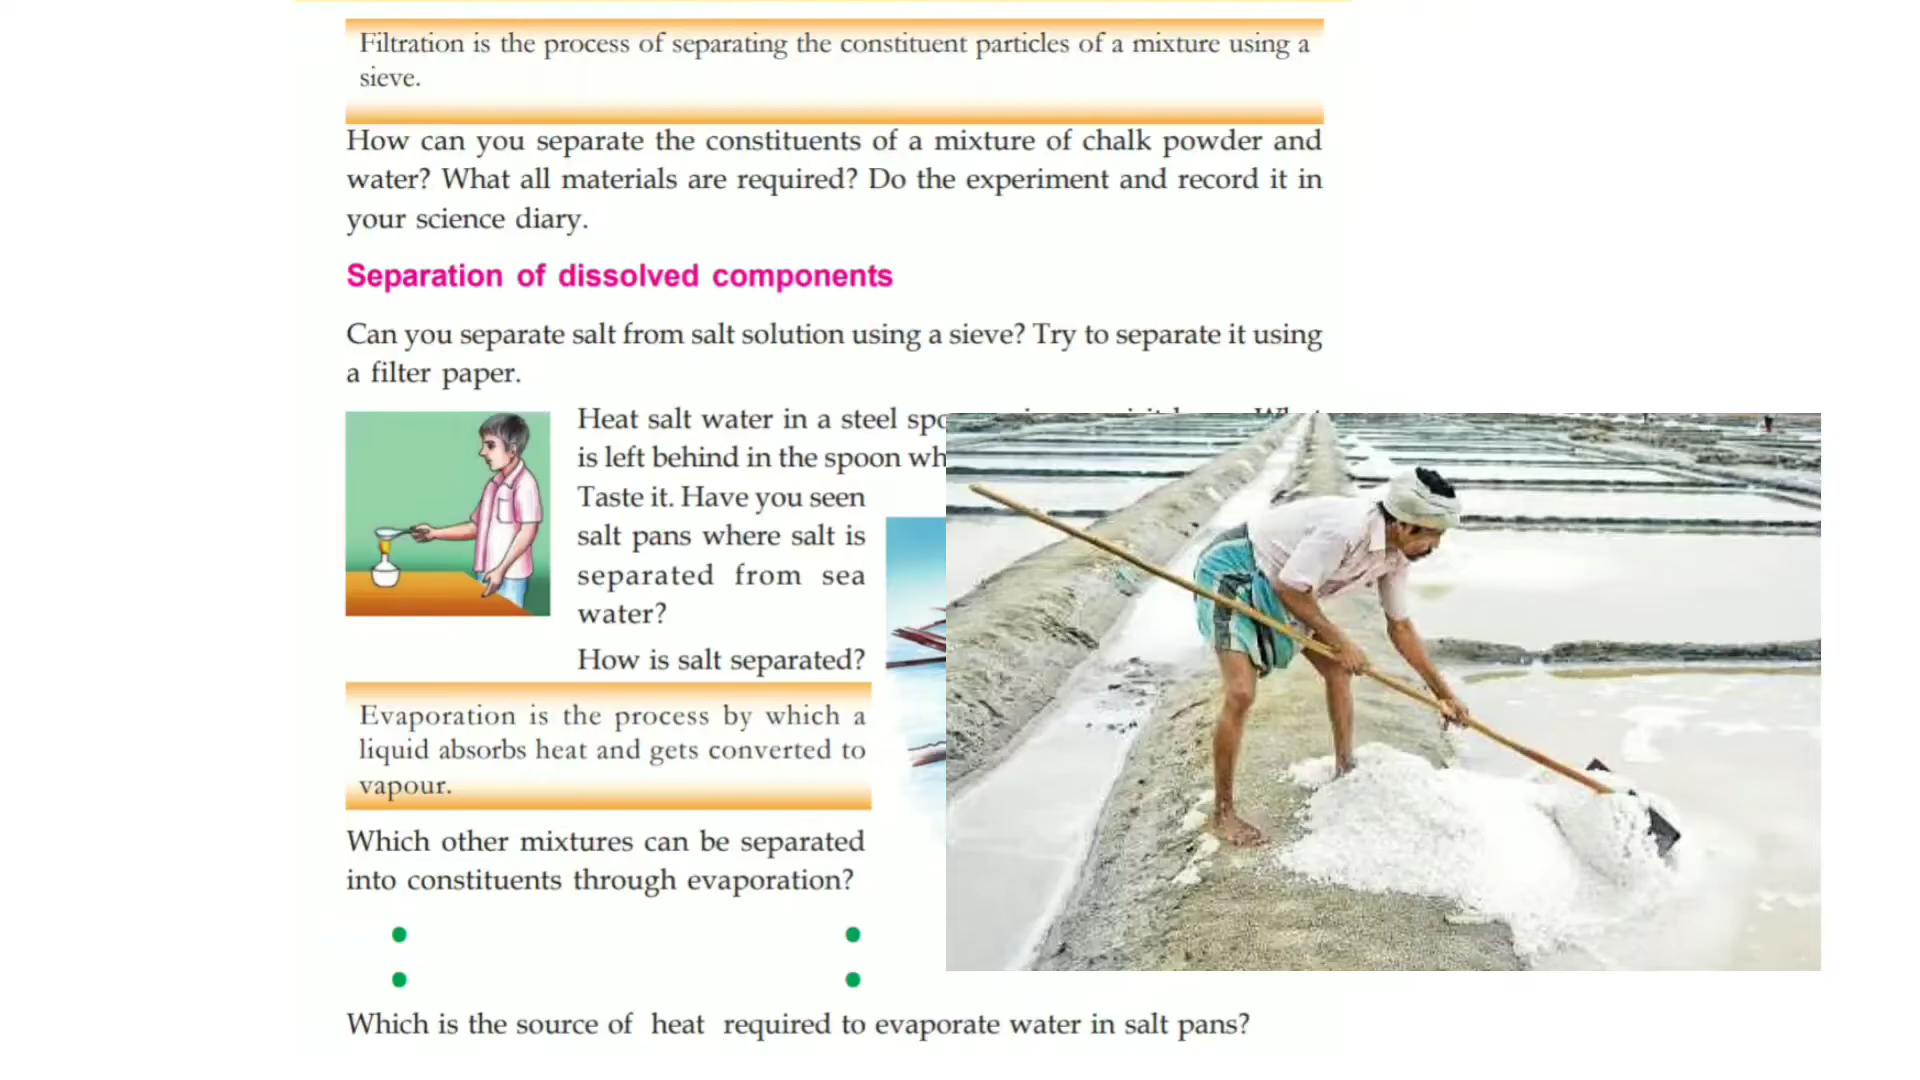 Filtration is the process of separating the constituent particles of a mixture using a
sieve.
How can you separate the constituents of a mixture of chalk powder and
water? What all materials are required? Do the experiment and record it in
your science diary.
Separation of dissolved components
Can you separate salt from salt solution using a sieve? Try to separate it using
a filter paper.
Heat salt water in a steel
is left behind in the spoon
Taste it. Have you seen
salt pans where salt is
separated from sea
water?
How is salt separated?
Evaporation is the process by which a
liquid absorbs heat and gets converted to
vapour.
Which other mixtures can be separated
into constituents through evaporation?
Which is the source of heat required to evaporate water in salt pans?